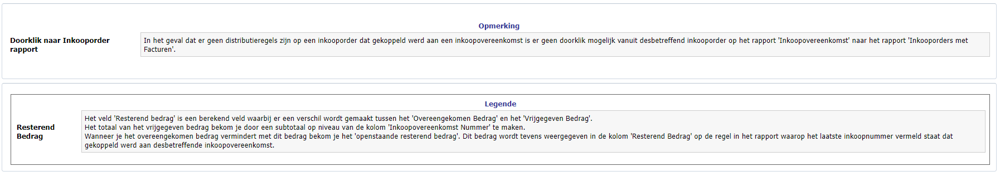 Opmerking
Doorklik naar Inkooporder
rapport
In het geval dat er geen distributieregels zijn op een inkooporder dat gekoppeld werd aan een inkoopovereenkomst is er geen doorklik mogelijk vanuit desbetreffend inkooporder op het rapport 'Inkoopovereenkomst' naar het rapport 'Inkooporders met
Facturen'.
Legende
Resterend
Bedrag
Het veld 'Resterend bedrag' is een berekend veld waarbij er een verschil wordt gemaakt tussen het 'Overeengekomen Bedrag' en het 'Vrijgegeven Bedrag'.
Het totaal van het vrijgegeven bedrag bekom je door een subtotaal op niveau van de kolom 'Inkoopovereenkomst Nummer' te maken.
Wanneer je het overeengekomen bedrag vermindert met dit bedrag bekom je het 'openstaande resterend bedrag'. Dit bedrag wordt tevens weergegeven in de kolom 'Resterend Bedrag' op de regel in het rapport waarop het laatste inkoopnummer vermeld staat dat
gekoppeld werd aan desbetreffende inkoopovereenkomst.